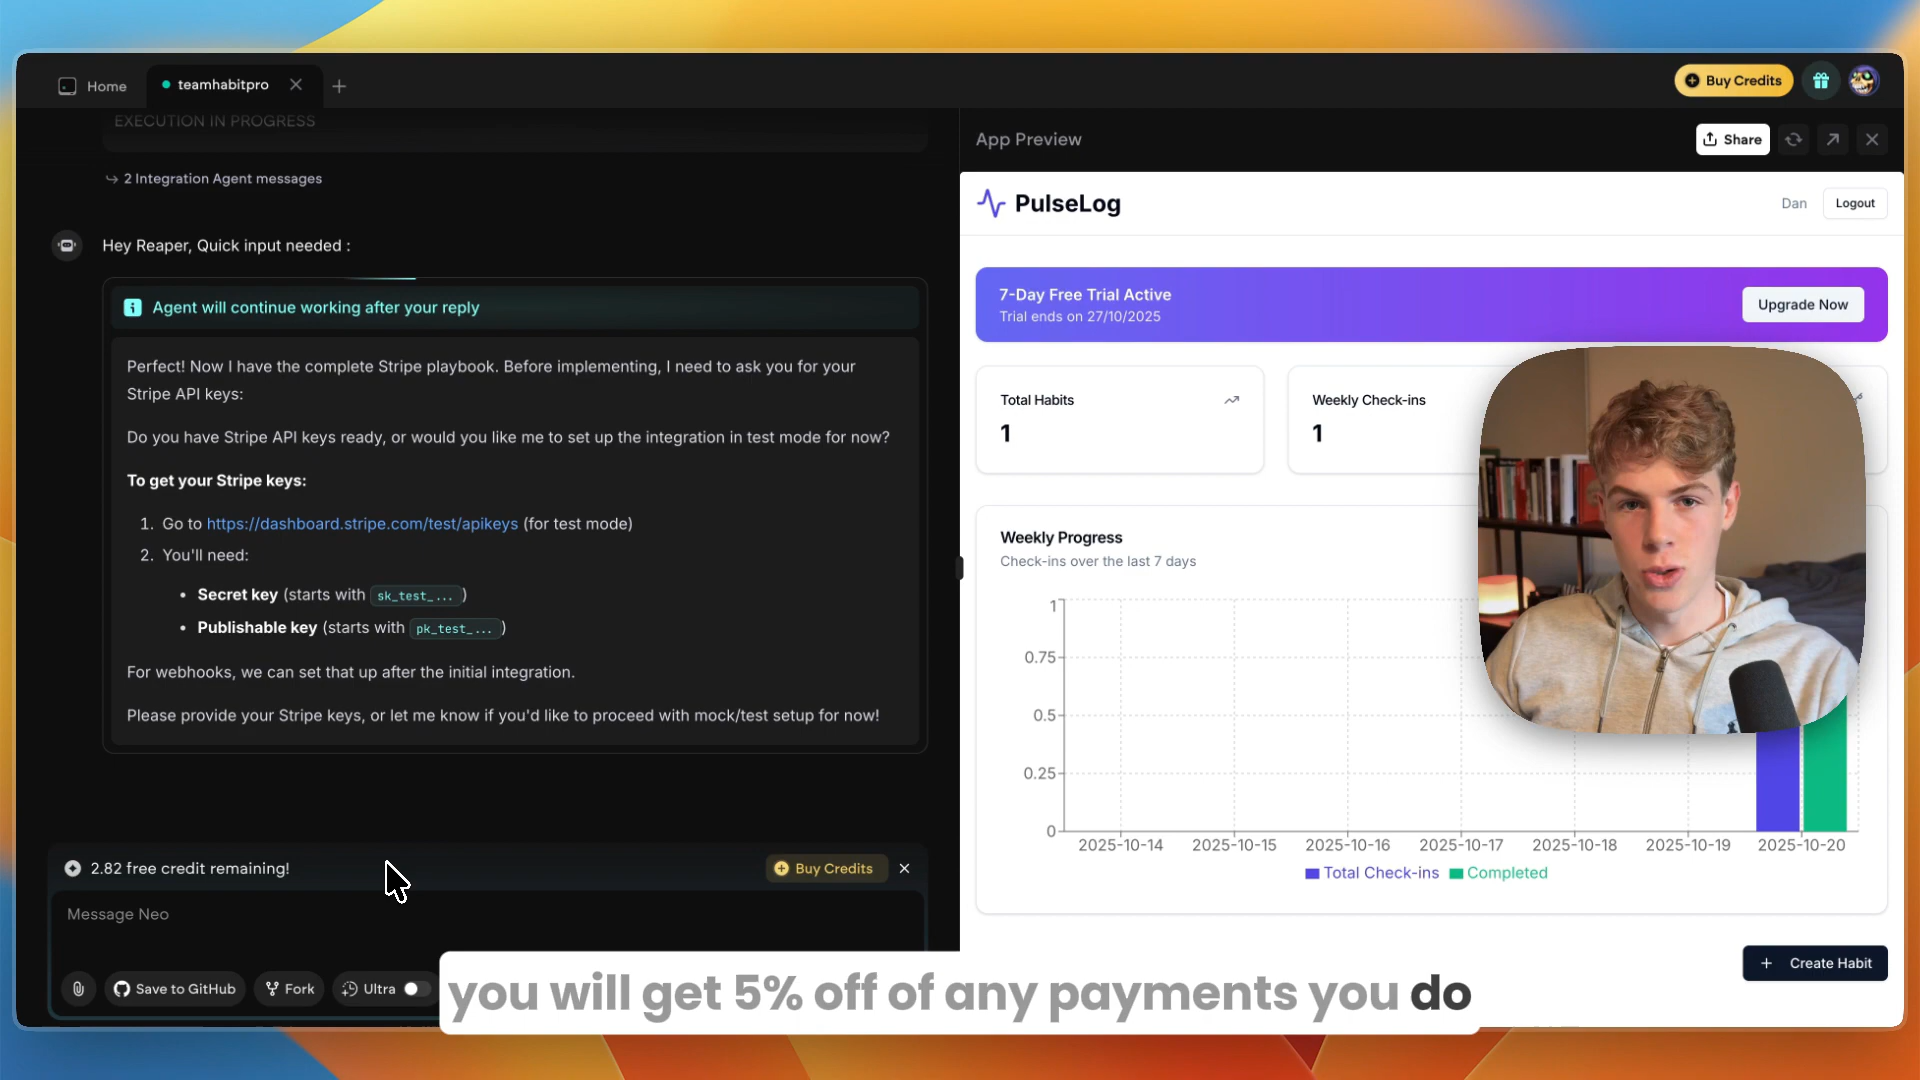 Home
teamhabitpro
Buy Credits
EXECUTION IN PROGRESS
2 Integration Agent messages
Hey Reaper, Quick input needed :
Agent will continue working after your reply
Perfect! Now I have the complete Stripe playbook. Before implementing, I need to ask you for your
Stripe API keys:
Do you have Stripe API keys ready, or would you like me to set up the integration in test mode for now?
To get your Stripe keys:
1. Go to https://dashboard.stripe.com/test/apikeys (for test mode)
2. You'll need:
• Secret key (starts with sk_test_... )
• Publishable key (starts with pk_test_... )
For webhooks, we can set that up after the initial integration.
Please provide your Stripe keys, or let me know if you'd like to proceed with mock/test setup for now!
2.82 free credit remaining!
Buy Credits
Message Neo
Save to GitHub
Fork
Ultra
App Preview
Share
PulseLog
Dan
Logout
7-Day Free Trial Active
Trial ends on 27/10/2025
Upgrade Now
Total Habits
1
Weekly Check-ins
1
Weekly Progress
Check-ins over the last 7 days
1
0.75
0.5
0.25
0
2025-10-14 2025-10-15 2025-10-16 2025-10-17 2025-10-18 2025-10-19 2025-10-20
Total Check-ins Completed
+ Create Habit
you will get 5% off of any payments you do